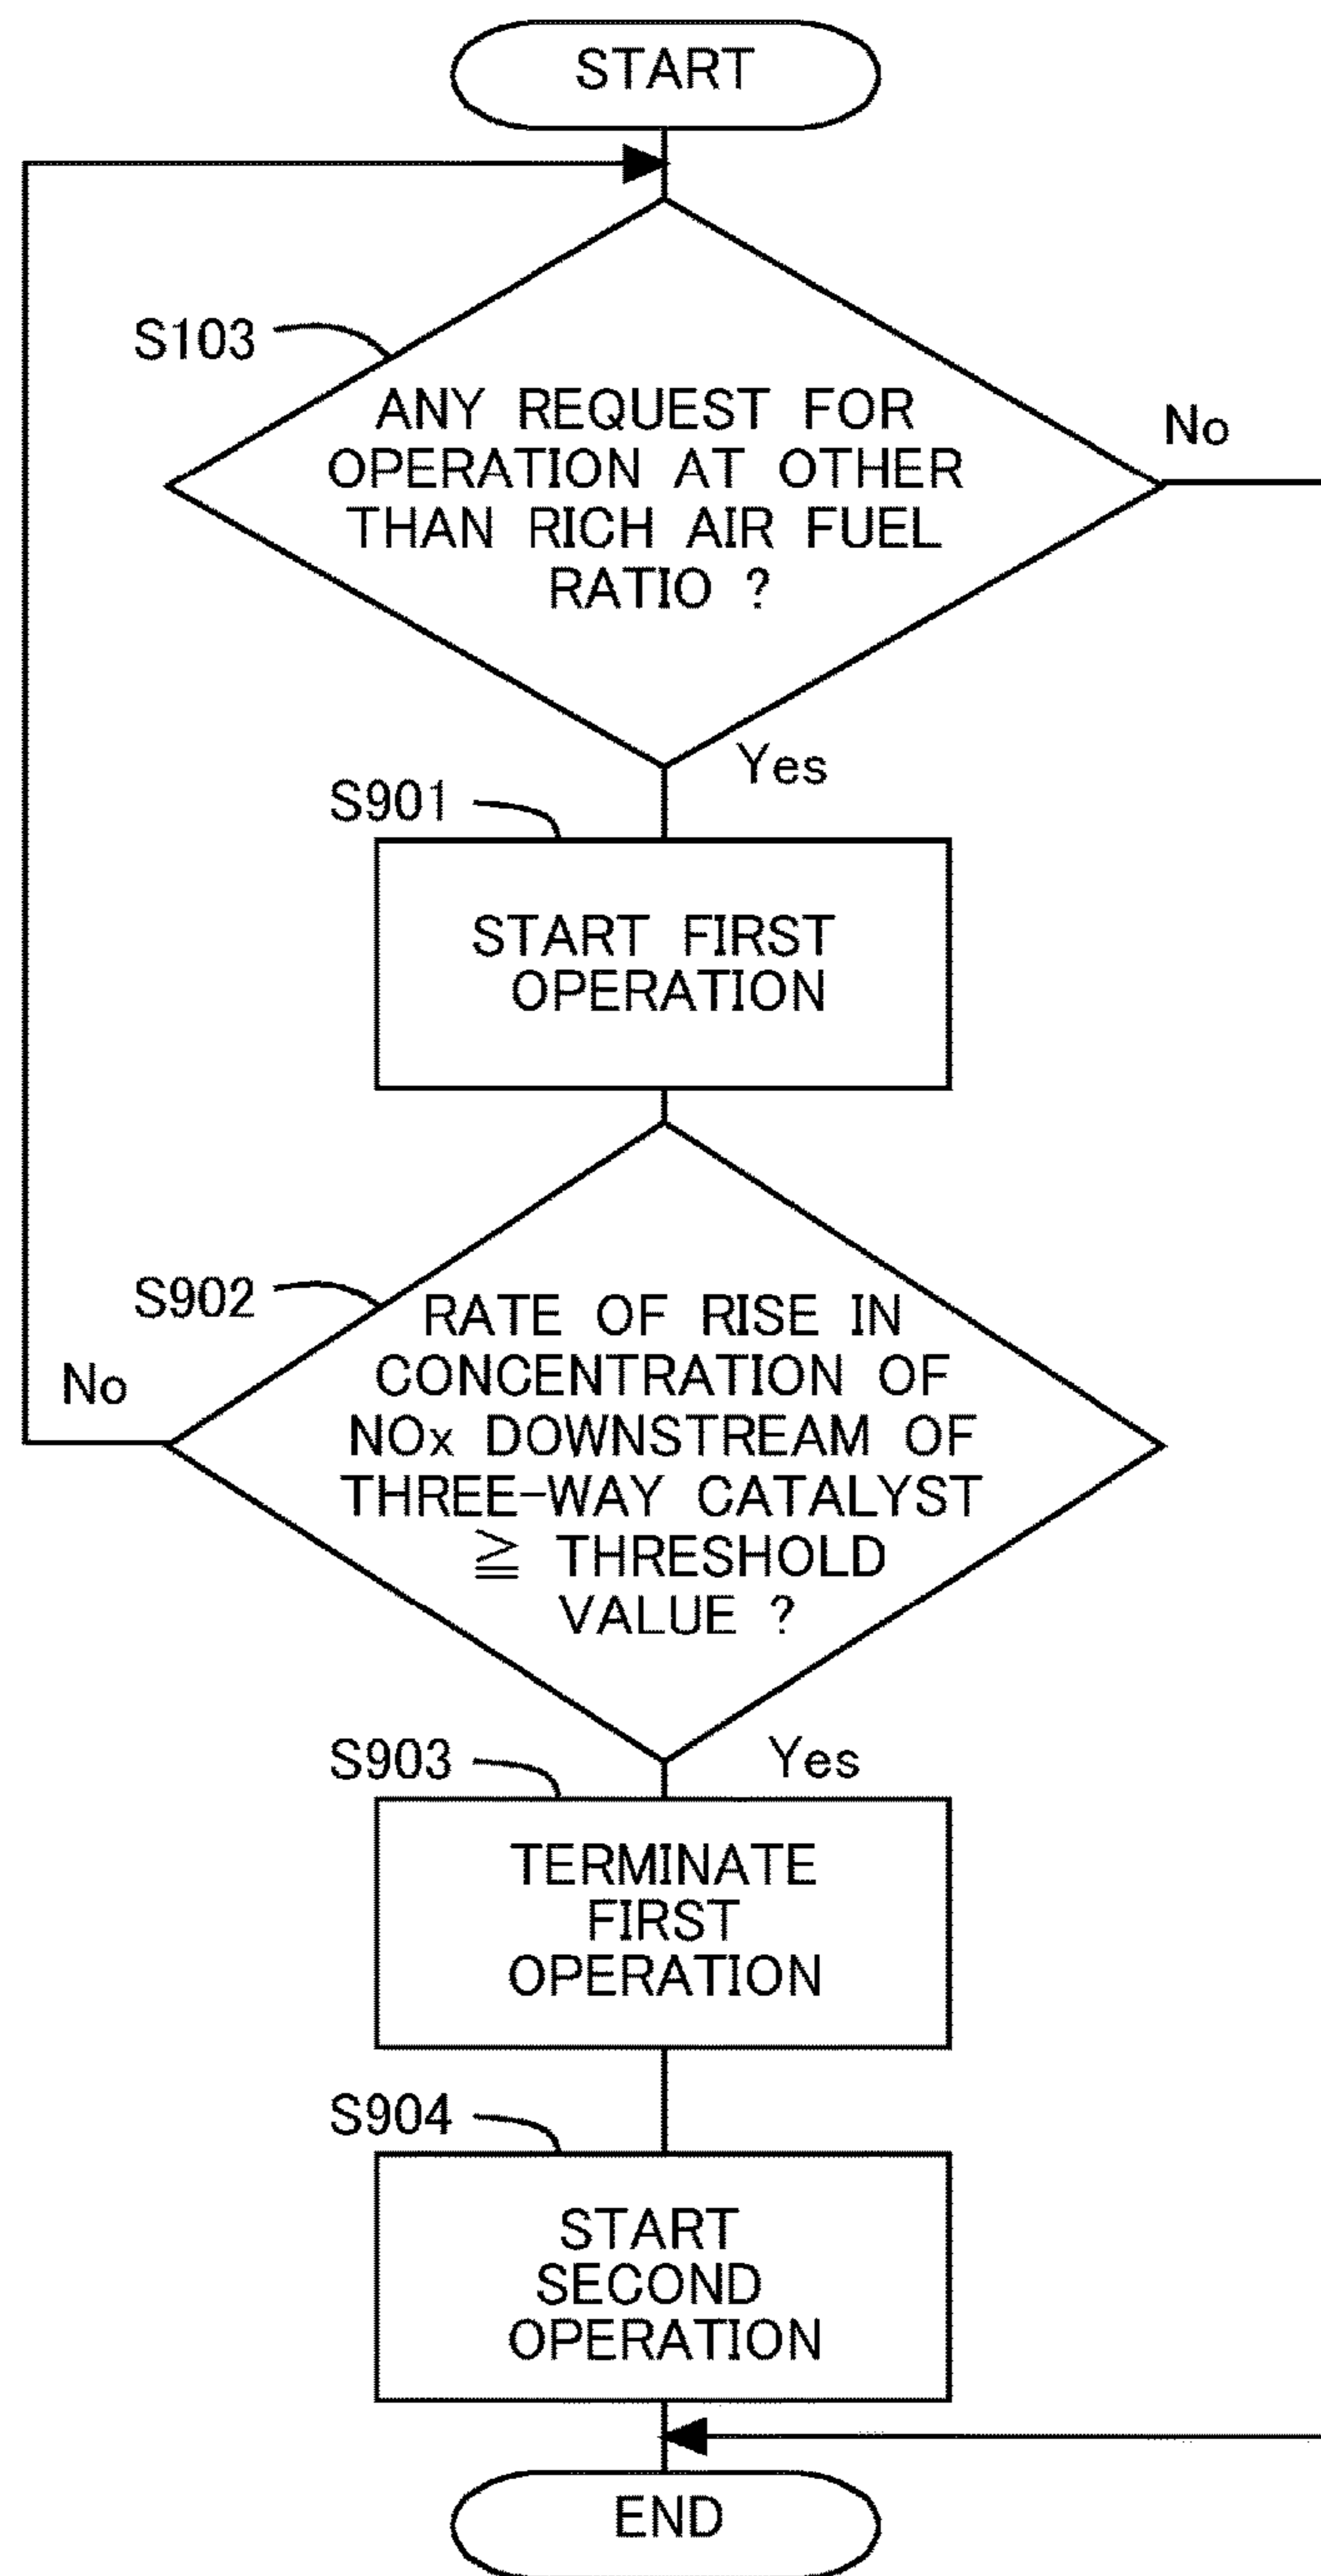 START
S103
ANY REQUEST FOR
OPERATION AT OTHER
THAN RICH AIR FUEL
RATIO ?
No
Yes
S901
START FIRST
OPERATION
S902
RATE OF RISE IN
CONCENTRATION OF
NOx DOWNSTREAM OF
THREE-WAY CATALYST
≧ THRESHOLD
VALUE ?
No
Yes
S903
TERMINATE
FIRST
OPERATION
S904
START
SECOND
OPERATION
END